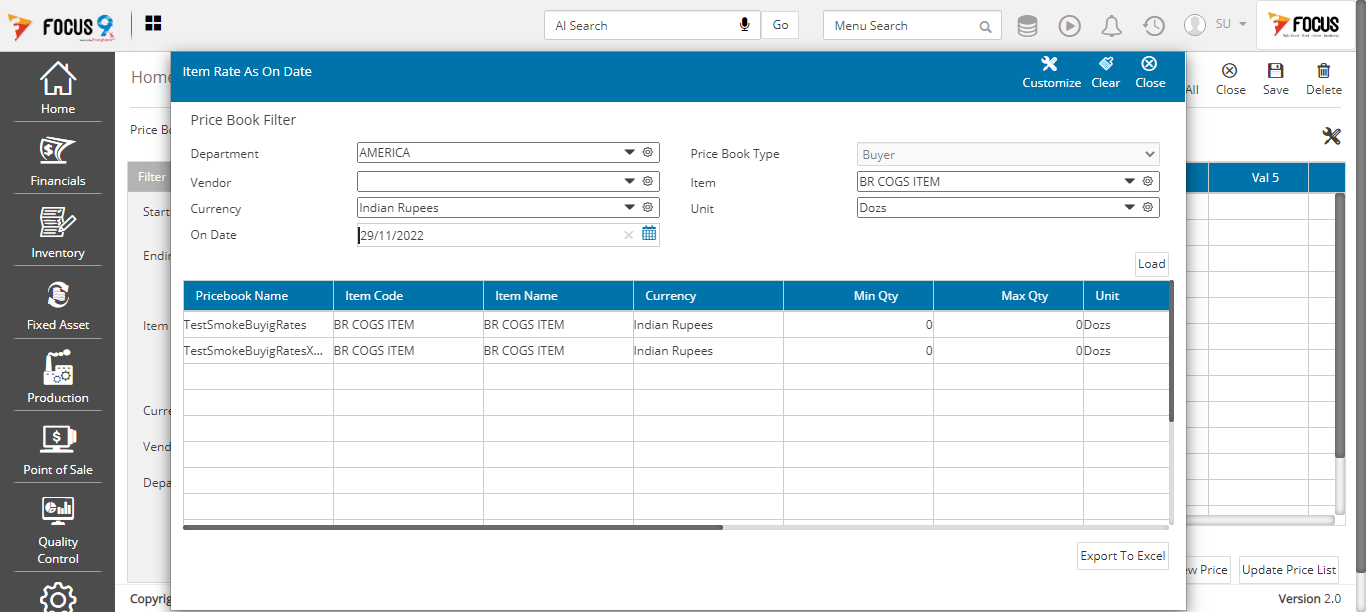 FOCUS 9
AI Search
Go
Menu Search
SU
FOCUS
Home
Financials
Inventory
Fixed Asset
Production
Point of Sale
Quality
Control
Home
Price Bo
Filter
Starti
Endin
Item
Curre
Vend
Depa
Copyrig
All
Close
Save
Delete
Val 5
ew Price
Update Price List
Version 2.0
Item Rate As On Date
Customize
Clear
Close
Price Book Filter
Department
AMERICA
Price Book Type
Buyer
Vendor
Item
BR COGS ITEM
Currency
Indian Rupees
Unit
Dozs
On Date
29/11/2022
Load
Pricebook Name Item Code Item Name Currency Min Qty Max Qty Unit
TestSmokeBuyigRates BR COGS ITEM BR COGS ITEM Indian Rupees 0 0 Dozs
TestSmokeBuyigRatesX... BR COGS ITEM BR COGS ITEM Indian Rupees 0 0 Dozs
Export To Excel